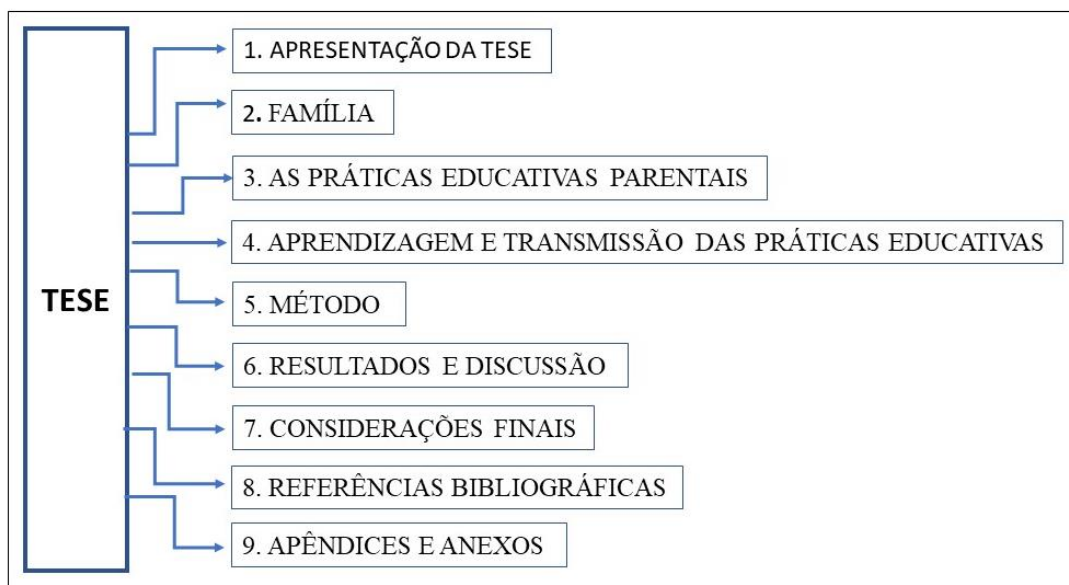 TESE
1. APRESENTAÇÃO DA TESE
2. FAMÍLIA
3. AS PRÁTICAS EDUCATIVAS PARENTAIS
4. APRENDIZAGEM E TRANSMISSÃO DAS PRÁTICAS EDUCATIVAS
5. MÉTODO
6. RESULTADOS E DISCUSSÃO
7. CONSIDERAÇÕES FINAIS
8. REFERÊNCIAS BIBLIOGRÁFICAS
9. APÊNDICES E ANEXOS